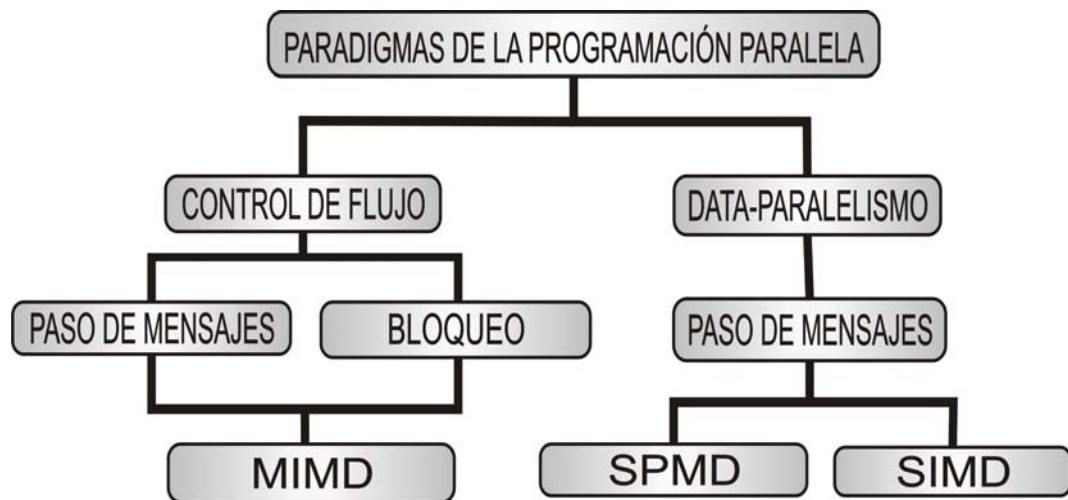 PARADIGMAS DE LA PROGRAMACIÓN PARALELA
CONTROL DE FLUJO
DATA-PARALELISMO
PASO DE MENSAJES
BLOQUEO
PASO DE MENSAJES
MIMD
SPMD
SIMD